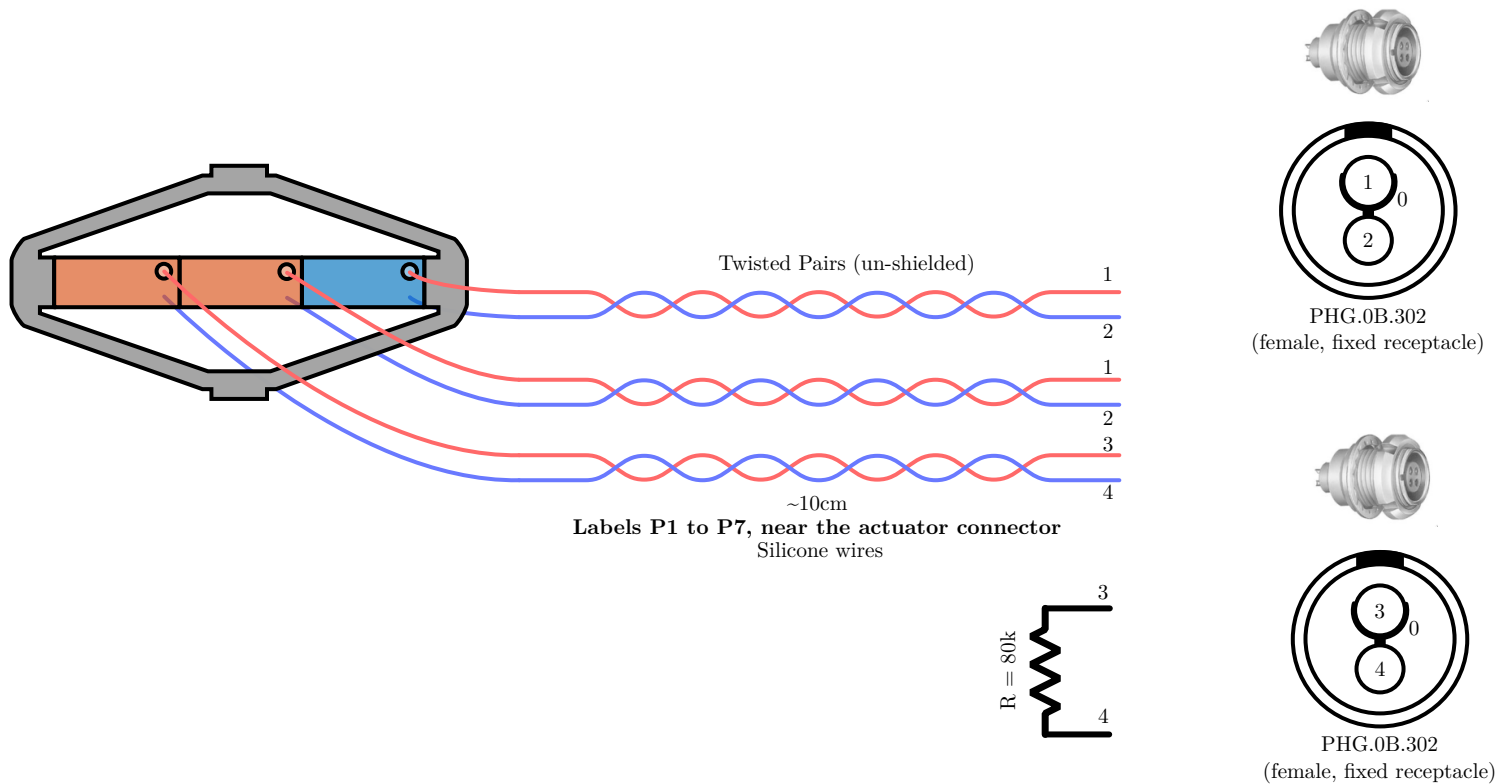 1
0
2
PHG.0B.302
(female, fixed receptacle)
Twisted Pairs (un-shielded)
1
2
1
2
3
4
~10cm
Labels P1 to P7, near the actuator connector
Silicone wires
3
R = 80k
4
3
0
4
PHG.0B.302
(female, fixed receptacle)